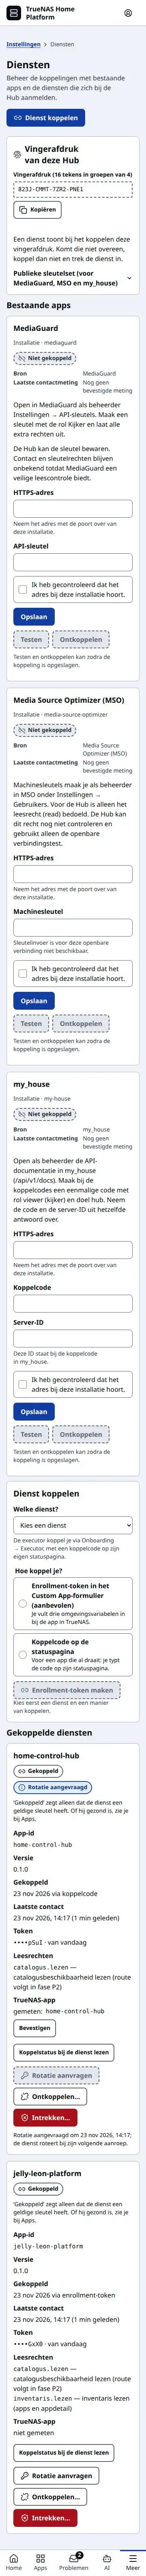 TrueNAS Home
Platform
Instellingen › Diensten
Diensten
Beheer de koppelingen met bestaande
apps en de diensten die zich bij de
Hub aanmelden.
Dienst koppelen
Vingerafdruk
van deze Hub
Vingerafdruk (16 tekens in groepen van 4)
Kopiëren
Een dienst toont bij het koppelen deze
vingerafdruk. Komt die niet overeen,
koppel dan niet en trek de dienst in.
Publieke sleutelset (voor
MediaGuard, MSO en my_house)
Bestaande apps
MediaGuard
Installatie · mediaguard
Niet gekoppeld
Bron MediaGuard
Laatste contactmeting Nog geen
bevestigde meting
Open in MediaGuard als beheerder
Instellingen → API-sleutels. Maak een
sleutel met de rol Kijker en laat alle
extra rechten uit.
De Hub kan de sleutel bewaren.
Contact en sleutelrechten blijven
onbekend totdat MediaGuard een
veilige leescontrole biedt.
HTTPS-adres
Neem het adres met de poort over van
deze installatie.
API-sleutel
Ik heb gecontroleerd dat het
adres bij deze installatie hoort.
Opslaan
Testen Ontkoppelen
Testen en ontkoppelen kan zodra de
koppeling is opgeslagen.
Media Source Optimizer (MSO)
Installatie · media-source-optimizer
Niet gekoppeld
Bron Media Source
Optimizer (MSO)
Laatste contactmeting Nog geen
bevestigde meting
Machinesleutels maak je als beheerder
in MSO onder Instellingen →
Gebruikers. Voor de Hub is alleen het
leesrecht (read) bedoeld. De Hub kan
dit recht nog niet controleren en
gebruikt alleen de openbare
verbindingstest.
HTTPS-adres
Neem het adres met de poort over van
deze installatie.
Machinesleutel
Sleutelinvoer is voor deze openbare
verbinding niet beschikbaar.
Ik heb gecontroleerd dat het
adres bij deze installatie hoort.
Opslaan
Testen Ontkoppelen
Testen en ontkoppelen kan zodra de
koppeling is opgeslagen.
my_house
Installatie · my-house
Niet gekoppeld
Bron my_house
Laatste contactmeting Nog geen
bevestigde meting
Open als beheerder de API-
documentatie in my_house
(/api/v1/docs). Maak bij de
koppelcodes een eenmalige code met
rol viewer (kijker) en doel hub. Neem
de code en de server-ID uit hetzelfde
antwoord over.
HTTPS-adres
Neem het adres met de poort over van
deze installatie.
Koppelcode
Server-ID
Deze ID staat bij de koppelcode
in my_house.
Ik heb gecontroleerd dat het
adres bij deze installatie hoort.
Opslaan
Testen Ontkoppelen
Testen en ontkoppelen kan zodra de
koppeling is opgeslagen.
Dienst koppelen
Welke dienst?
Kies een dienst
De executor koppel je via Onboarding
→ Executor, met een koppelcode op zijn
eigen statuspagina.
Hoe koppel je?
Enrollment-token in het
Custom App-formulier
(aanbevolen)
Je vult drie omgevingsvariabelen in
bij de app in TrueNAS.
Koppelcode op de
statuspagina
Voor een app die al draait: je typt
de code op zijn statuspagina.
Enrollment-token maken
Kies eerst een dienst en een manier
van koppelen.
Gekoppelde diensten
home-control-hub
Gekoppeld
Rotatie aangevraagd
'Gekoppeld' zegt alleen dat de dienst een
geldige sleutel heeft. Of hij gezond is, zie je
bij Apps.
App-id
home-control-hub
Versie
0.1.0
Gekoppeld
23 nov 2026 via koppelcode
Laatste contact
23 nov 2026, 14:17 (1 min geleden)
Token
••••pSuI · van vandaag
Leesrechten
catalogus.lezen —
catalogusbeschikbaarheid lezen (route
volgt in fase P2)
TrueNAS-app
gemeten: home-control-hub
Bevestigen
Koppelstatus bij de dienst lezen
Rotatie aanvragen
Ontkoppelen…
Intrekken…
Rotatie aangevraagd om 23 nov 2026, 14:17;
de dienst roteert bij zijn volgende aanroep.
jelly-leon-platform
Gekoppeld
'Gekoppeld' zegt alleen dat de dienst een
geldige sleutel heeft. Of hij gezond is, zie je
bij Apps.
App-id
jelly-leon-platform
Versie
0.1.0
Gekoppeld
23 nov 2026 via enrollment-token
Laatste contact
23 nov 2026, 14:17 (1 min geleden)
Token
••••GxX0 · van vandaag
Leesrechten
catalogus.lezen —
catalogusbeschikbaarheid lezen (route
volgt in fase P2)
inventaris.lezen — inventaris lezen
(apps en appdetail)
TrueNAS-app
niet gemeten
Koppelstatus bij de dienst lezen
Rotatie aanvragen
Ontkoppelen…
Intrekken…
2
Home Apps Problemen AI Meer